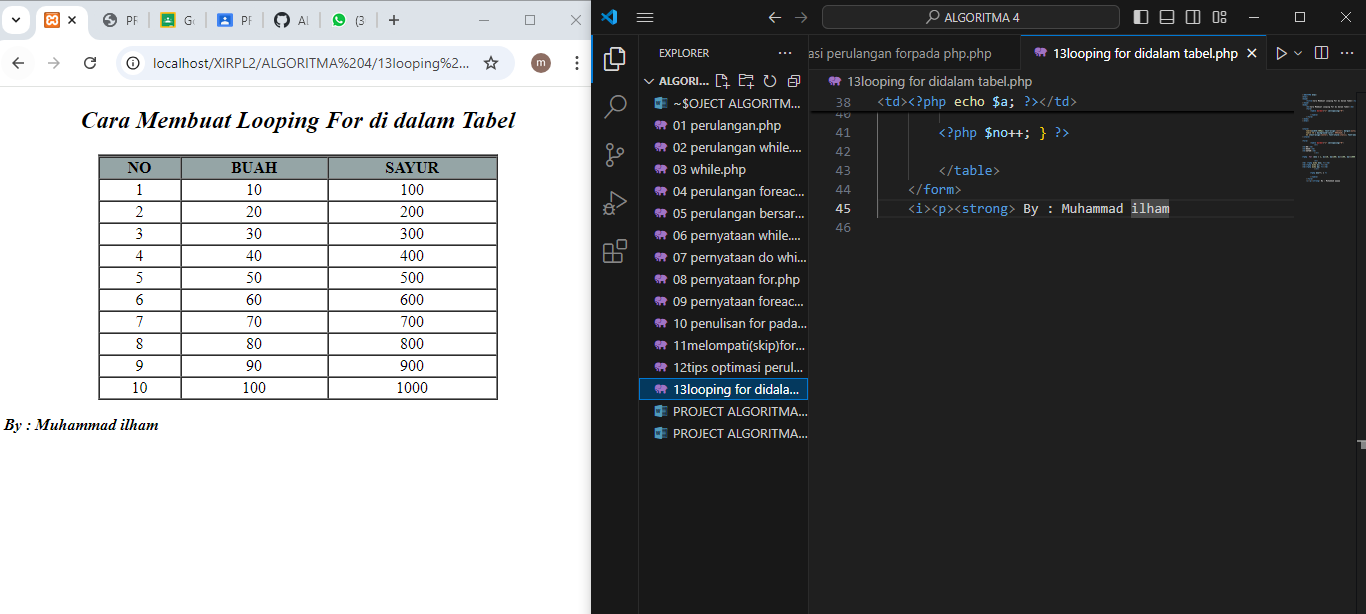 PF
G
PF
Al
(3
localhost/XIRPL2/ALGORITMA%204/13looping%2...
m
Cara Membuat Looping For di dalam Tabel
NO BUAH SAYUR
1 10 100
2 20 200
3 30 300
4 40 400
5 50 500
6 60 600
7 70 700
8 80 800
9 90 900
10 100 1000
By : Muhammad ilham
ALGORITMA 4
EXPLORER
ALGORI...
~$OJECT ALGORITM...
01 perulangan.php
02 perulangan while....
03 while.php
04 perulangan foreac...
05 perulangan bersar...
06 pernyataan while....
07 pernyataan do whi...
08 pernyataan for.php
09 pernyataan foreac...
10 penulisan for pada...
11melompati(skip)for...
12tips optimasi perul...
13looping for didala...
PROJECT ALGORITMA...
PROJECT ALGORITMA...
asi perulangan forpada php.php
13looping for didalam tabel.php
13looping for didalam tabel.php
38 <td><?php echo $a; ?></td>
40
41 <?php $no++; } ?>
42
43 </table>
44 </form>
45 <i><p><strong> By : Muhammad ilham
46